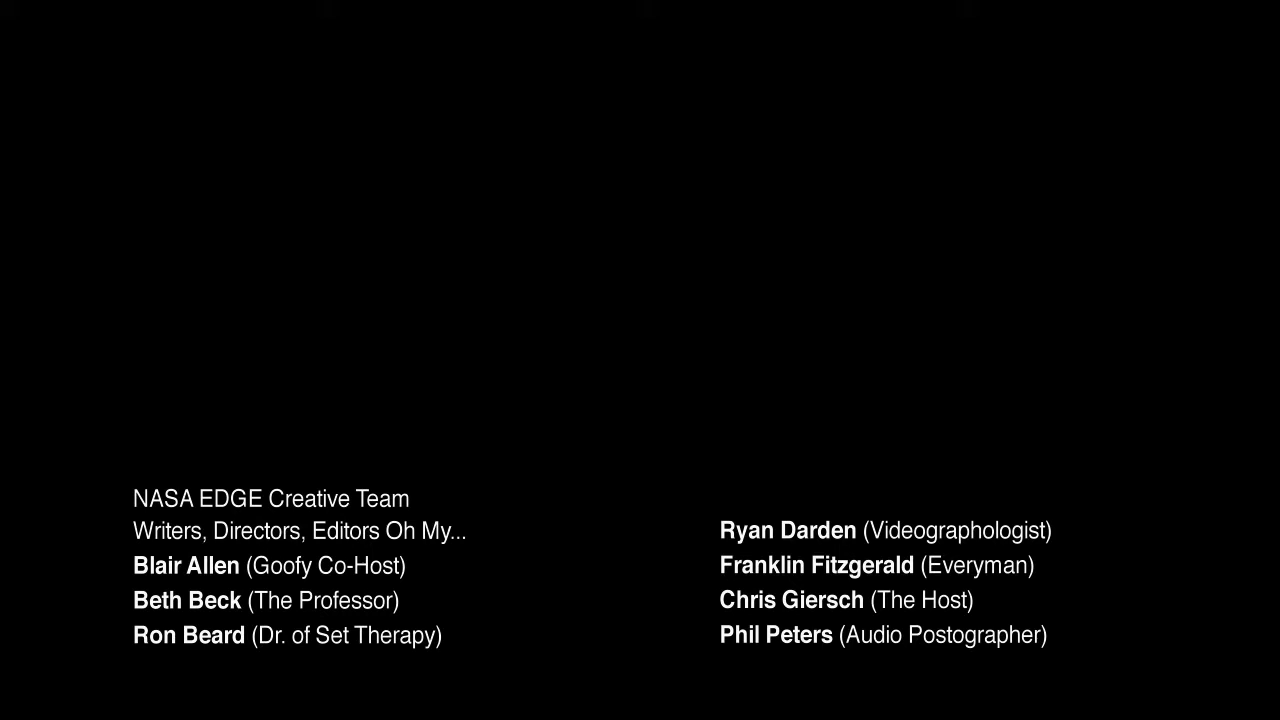 NASA EDGE Creative Team
Writers, Directors, Editors Oh My...
Blair Allen (Goofy Co-Host)
Beth Beck (The Professor)
Ron Beard (Dr. of Set Therapy)
Ryan Darden (Videographologist)
Franklin Fitzgerald (Everyman)
Chris Giersch (The Host)
Phil Peters (Audio Postographer)